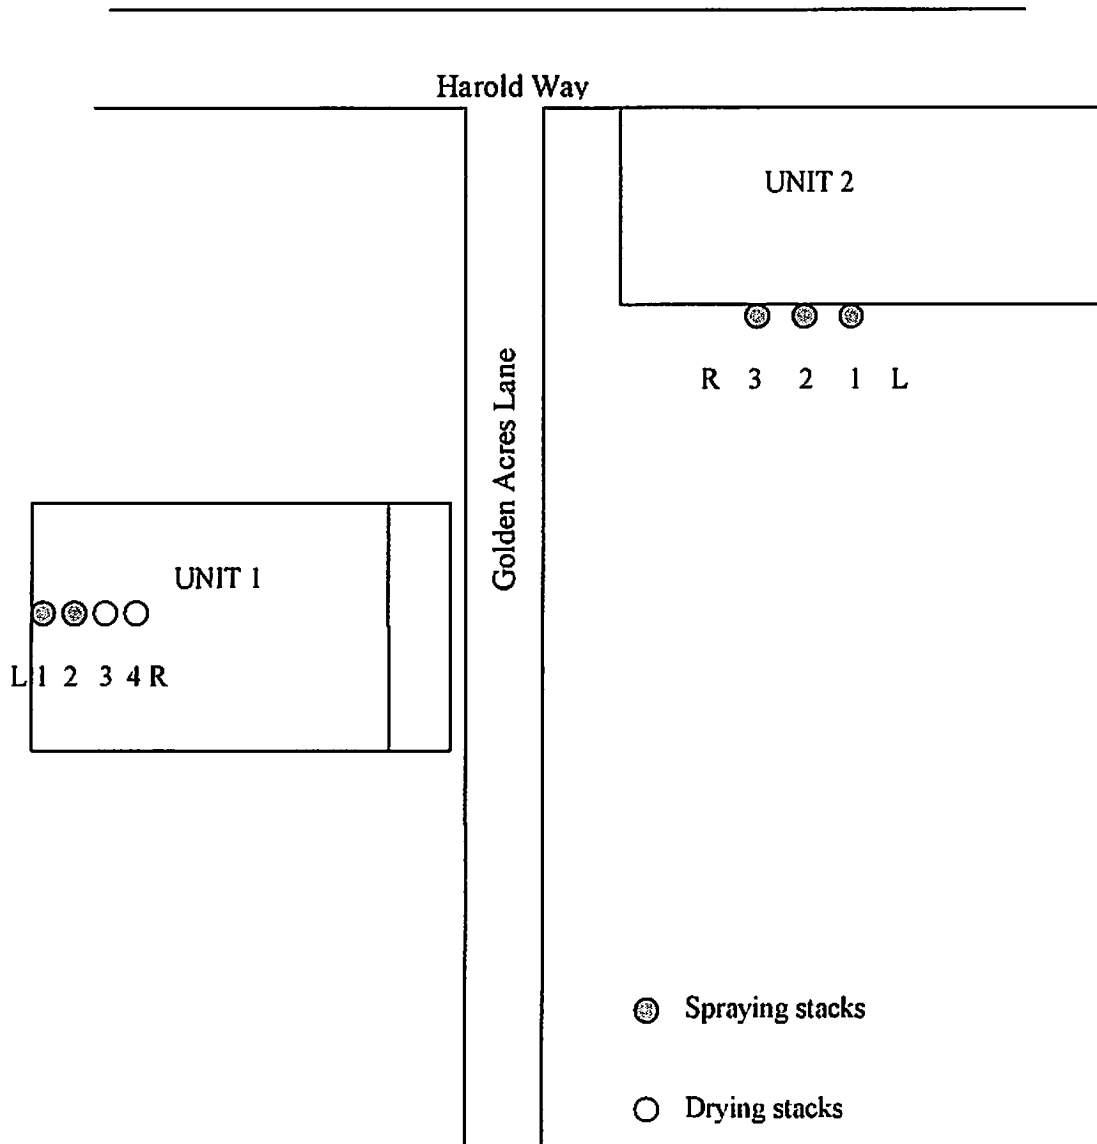 Harold Way
UNIT 2
R 3 2 1 L
Golden Acres Lane
UNIT 1
L 1 2 3 4 R
Spraying stacks
Drying stacks